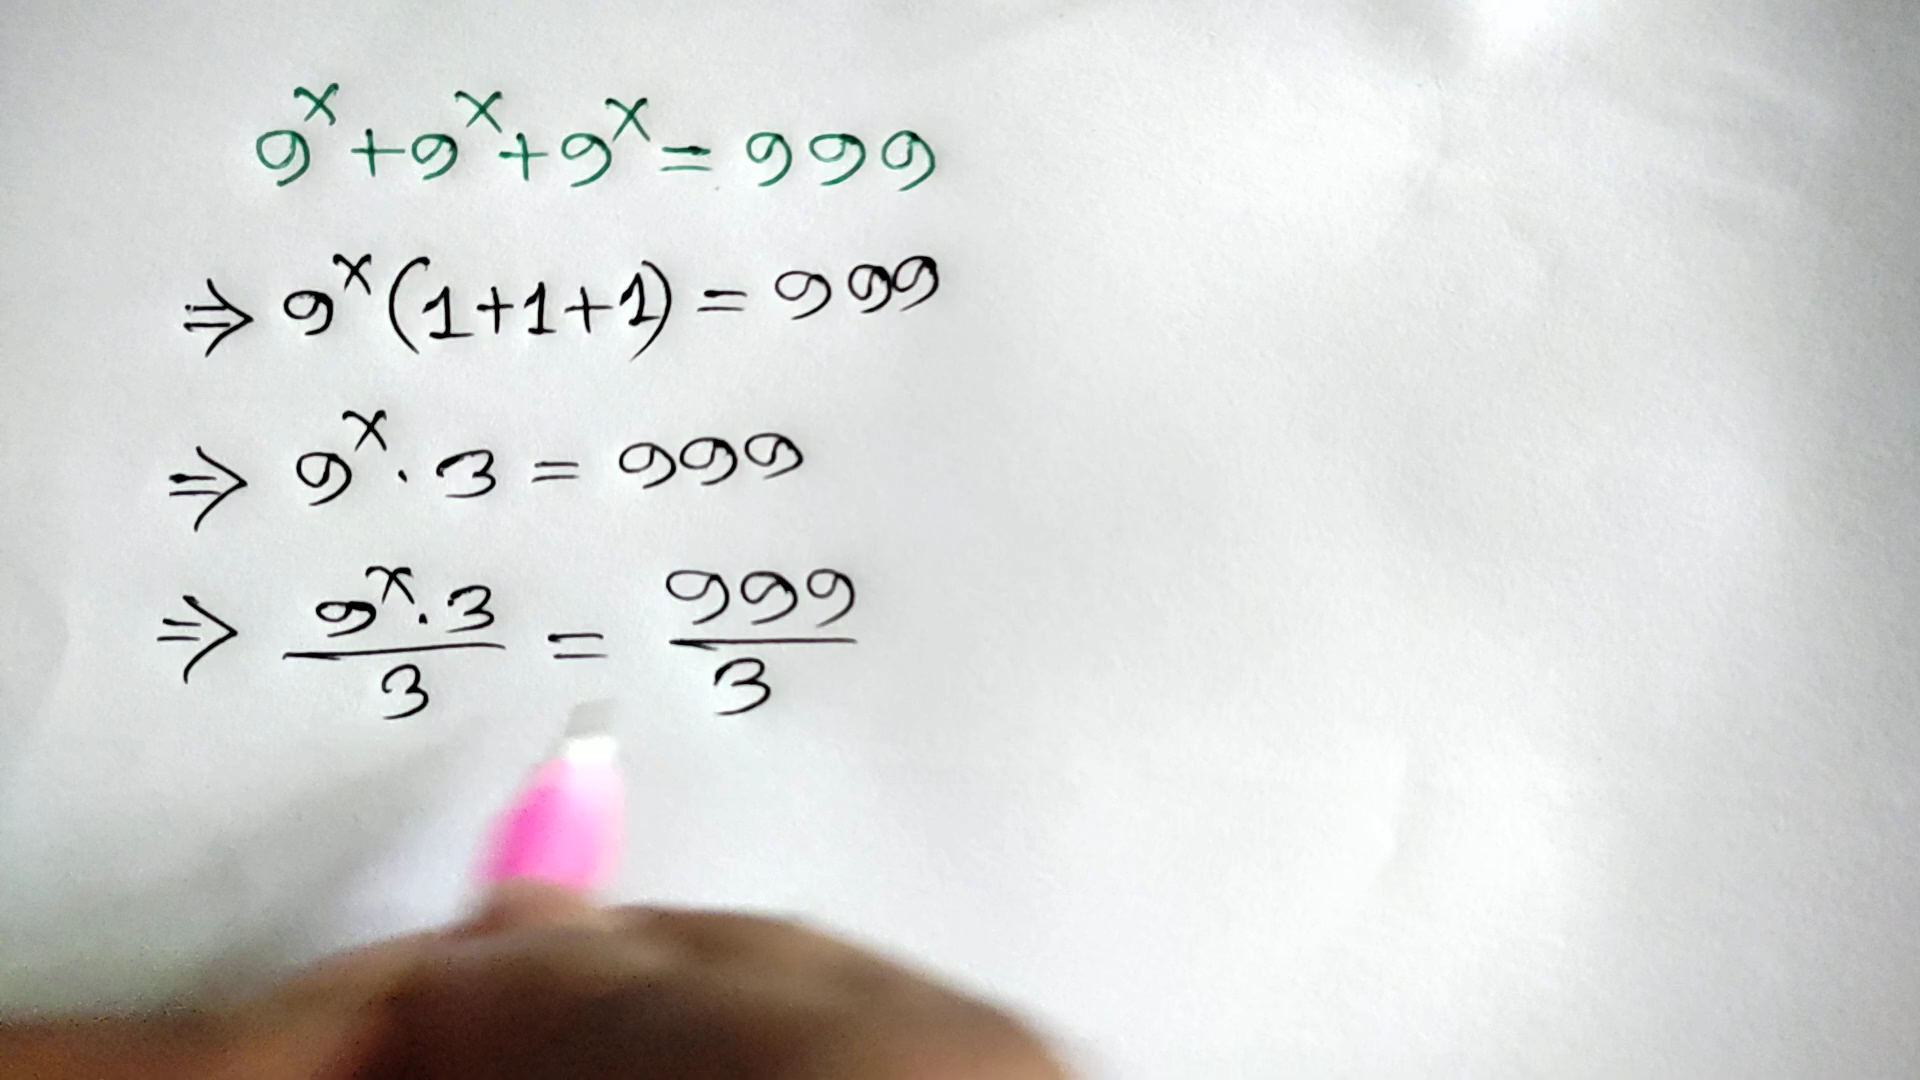 9^x + 9^x + 9^x = 999
⇒ 9^x (1+1+1) = 999
⇒ 9^x · 3 = 999
⇒ (9^x · 3)/3 = 999/3